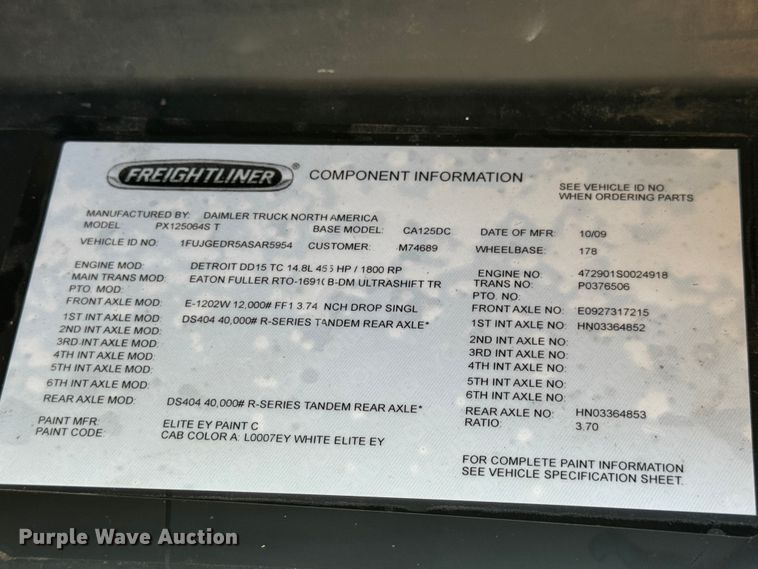 FREIGHTLINER® COMPONENT INFORMATION
SEE VEHICLE ID NO
WHEN ORDERING PARTS
MANUFACTURED BY: DAIMLER TRUCK NORTH AMERICA
MODEL: PX125064S T BASE MODEL: CA125DC DATE OF MFR: 10/09
VEHICLE ID NO: 1FUJGEDR5ASAR5954 CUSTOMER: M74689 WHEELBASE: 178
ENGINE MOD: DETROIT DD15 TC 14.8L 455 HP / 1800 RP ENGINE NO: 472901S0024918
MAIN TRANS MOD: EATON FULLER RTO-16910B-DM ULTRASHIFT TR TRANS NO: P0376506
PTO. MOD: PTO. NO:
FRONT AXLE MOD: E-1202W 12,000# FF1 3.74 NCH DROP SINGL FRONT AXLE NO: E0927317215
1ST INT AXLE MOD: DS404 40,000# R-SERIES TANDEM REAR AXLE* 1ST INT AXLE NO: HN03364852
2ND INT AXLE MOD: 2ND INT AXLE NO:
3RD INT AXLE MOD: 3RD INT AXLE NO:
4TH INT AXLE MOD: 4TH INT AXLE NO:
5TH INT AXLE MOD: 5TH INT AXLE NO:
6TH INT AXLE MOD: 6TH INT AXLE NO:
REAR AXLE MOD: DS404 40,000# R-SERIES TANDEM REAR AXLE* REAR AXLE NO: HN03364853
RATIO: 3.70
PAINT MFR: ELITE EY PAINT C
PAINT CODE: CAB COLOR A: L0007EY WHITE ELITE EY
FOR COMPLETE PAINT INFORMATION
SEE VEHICLE SPECIFICATION SHEET.
Purple Wave Auction